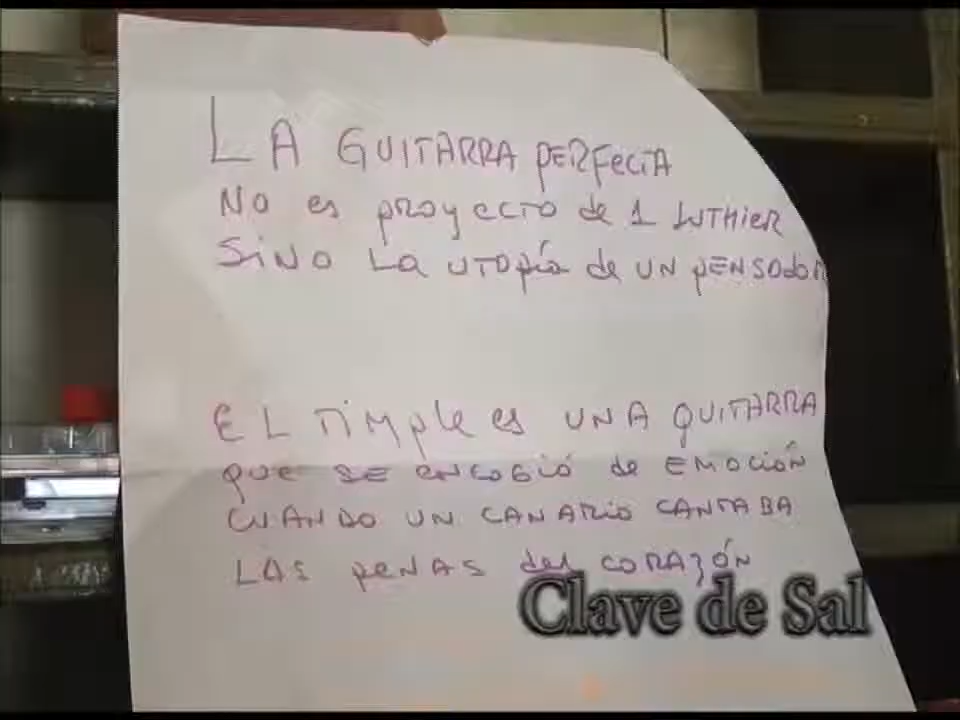 LA GUITARRA PERFECTA
NO es proyecto de 1 LUTHIER
SINO LA UTOPÍA de UN PENSADOR
EL TIMPLE es UNA GUITARRA
QUE SE ENCOGIÓ de EMOCIÓN
CUANDO UN CANARIO CANTABA
LAS PENAS del CORAZÓN
Clave de Sal